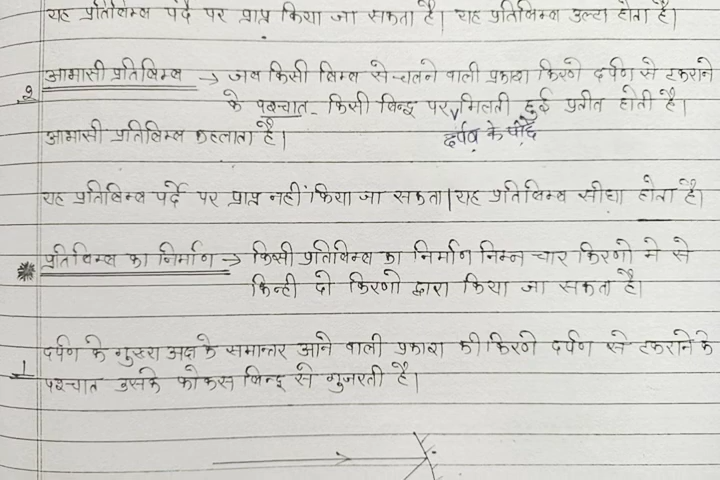 यह प्रतिबिम्ब पर्दे पर प्राप्त किया जा सकता है। यह प्रतिबिम्ब उल्टा होता है।
2 आभासी प्रतिबिम्ब → जब किसी बिम्ब से चलने वाली प्रकाश किरणे दर्पण से टकराने
के पश्चात किसी बिन्दु पर मिलती हुई प्रतीत होती है।
दर्पण के पीछे
आभासी प्रतिबिम्ब कहलाता है।
यह प्रतिबिम्ब पर्दे पर प्राप्त नहीं किया जा सकता। यह प्रतिबिम्ब सीधा होता है।
प्रतिबिम्ब का निर्माण → किसी प्रतिबिम्ब का निर्माण निम्न चार किरणो मे से
किन्ही दो किरणो द्वारा किया जा सकता है।
1 दर्पण के मुख्य अक्ष के समान्तर आने वाली प्रकाश की किरणे दर्पण से टकराने के
पश्चात उसके फोकस बिन्दु से गुजरती है।